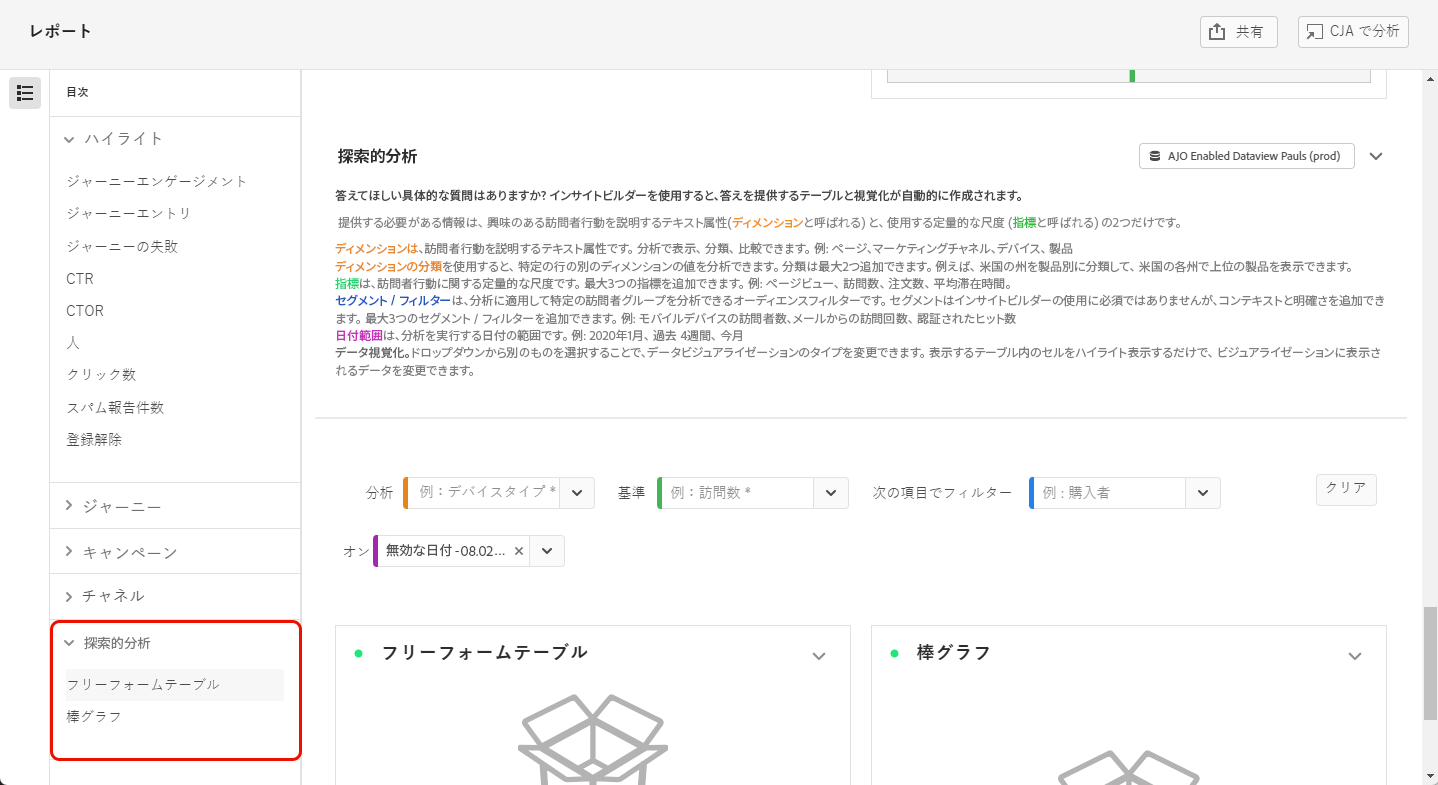 レポート
共有
CJA で分析
目次
ハイライト
ジャーニーエンゲージメント
ジャーニーエントリ
ジャーニーの失敗
CTR
CTOR
人
クリック数
スパム報告件数
登録解除
ジャーニー
キャンペーン
チャネル
探索的分析
フリーフォームテーブル
棒グラフ
探索的分析
AJO Enabled Dataview Pauls (prod)
答えてほしい具体的な質問はありますか? インサイトビルダーを使用すると、答えを提供するテーブルと視覚化が自動的に作成されます。
提供する必要がある情報は、興味のある訪問者行動を説明するテキスト属性(ディメンションと呼ばれる) と、使用する定量的な尺度 (指標と呼ばれる) の2つだけです。
ディメンションは、訪問者行動を説明するテキスト属性です。分析で表示、分類、比較できます。例: ページ、マーケティングチャネル、デバイス、製品
ディメンションの分類を使用すると、特定の行の別のディメンションの値を分析できます。分類は最大2つ追加できます。例えば、米国の州を製品別に分類して、米国の各州で上位の製品を表示できます。
指標は、訪問者行動に関する定量的な尺度です。最大3つの指標を追加できます。例: ページビュー、訪問数、注文数、平均滞在時間。
セグメント / フィルターは、分析に適用して特定の訪問者グループを分析できるオーディエンスフィルターです。セグメントはインサイトビルダーの使用に必須ではありませんが、コンテキストと明確さを追加でき
ます。最大3つのセグメント / フィルターを追加できます。例: モバイルデバイスの訪問者数、メールからの訪問回数、認証されたヒット数
日付範囲は、分析を実行する日付の範囲です。例: 2020年1月、過去 4週間、今月
データ視覚化。ドロップダウンから別のものを選択することで、データビジュアライゼーションのタイプを変更できます。表示するテーブル内のセルをハイライト表示するだけで、ビジュアライゼーションに表示さ
れるデータを変更できます。
分析
例：デバイスタイプ *
基準
例：訪問数 *
次の項目でフィルター
例 : 購入者
クリア
オン
無効な日付 - 08.02...
フリーフォームテーブル
棒グラフ